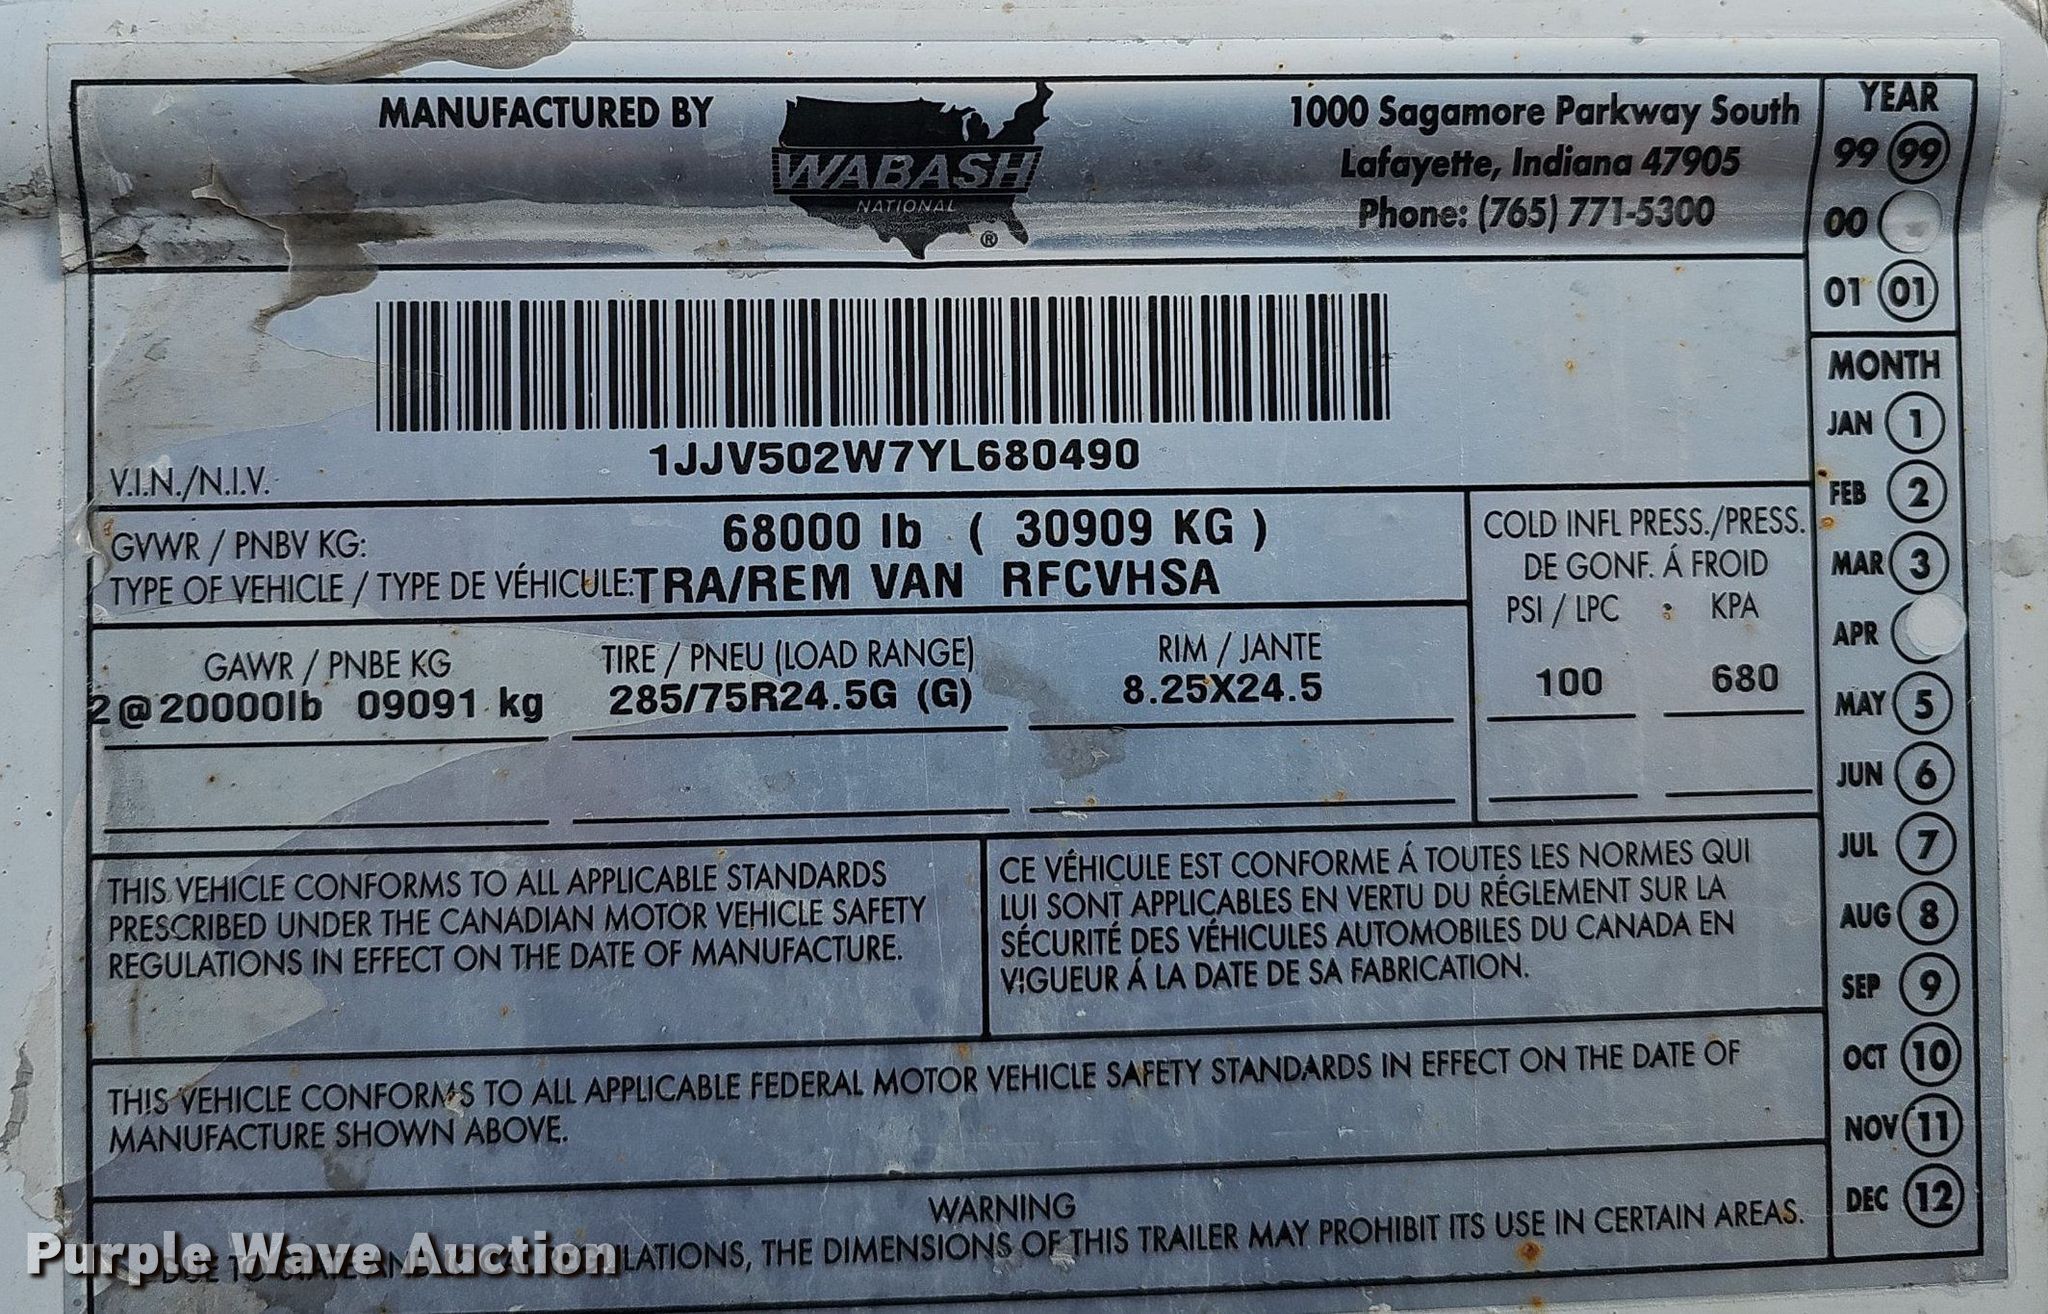 MANUFACTURED BY
WABASH
NATIONAL
®
1000 Sagamore Parkway South
Lafayette, Indiana 47905
Phone: (765) 771-5300
YEAR
99 99
00
01 01
1JJV502W7YL680490
V.I.N./N.I.V.
GVWR / PNBV KG: 68000 lb ( 30909 KG )
TYPE OF VEHICLE / TYPE DE VÉHICULE: TRA/REM VAN RFCVHSA
COLD INFL PRESS./PRESS.
DE GONF. Á FROID
PSI / LPC : KPA
100 680
GAWR / PNBE KG TIRE / PNEU (LOAD RANGE) RIM / JANTE
2@20000lb 09091 kg 285/75R24.5G (G) 8.25X24.5
THIS VEHICLE CONFORMS TO ALL APPLICABLE STANDARDS
PRESCRIBED UNDER THE CANADIAN MOTOR VEHICLE SAFETY
REGULATIONS IN EFFECT ON THE DATE OF MANUFACTURE.
CE VÉHICULE EST CONFORME Á TOUTES LES NORMES QUI
LUI SONT APPLICABLES EN VERTU DU RÉGLEMENT SUR LA
SÉCURITÉ DES VÉHICULES AUTOMOBILES DU CANADA EN
VIGUEUR Á LA DATE DE SA FABRICATION.
THIS VEHICLE CONFORMS TO ALL APPLICABLE FEDERAL MOTOR VEHICLE SAFETY STANDARDS IN EFFECT ON THE DATE OF
MANUFACTURE SHOWN ABOVE.
WARNING
DUE TO THE DIMENSIONS OF THIS TRAILER MAY PROHIBIT ITS USE IN CERTAIN AREAS.
MONTH
JAN 1
FEB 2
MAR 3
APR
MAY 5
JUN 6
JUL 7
AUG 8
SEP 9
OCT 10
NOV 11
DEC 12
Purple Wave Auction